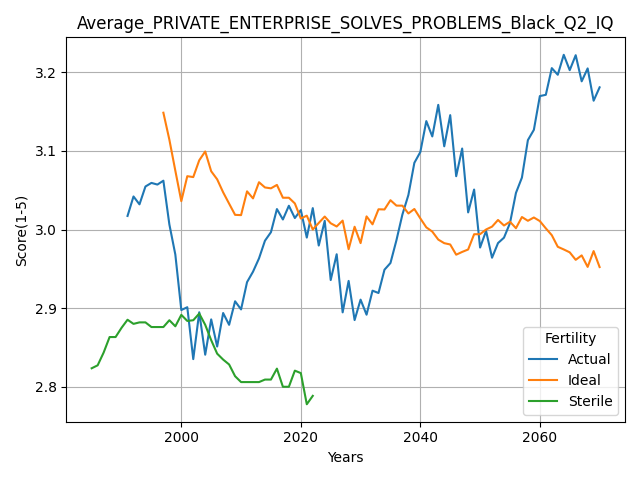 Average_PRIVATE_ENTERPRISE_SOLVES_PROBLEMS_Black_Q2_IQ
Score(1-5)
3.2
3.1
3.0
2.9
2.8
2000
2020
2040
2060
Years
Fertility
Actual
Ideal
Sterile